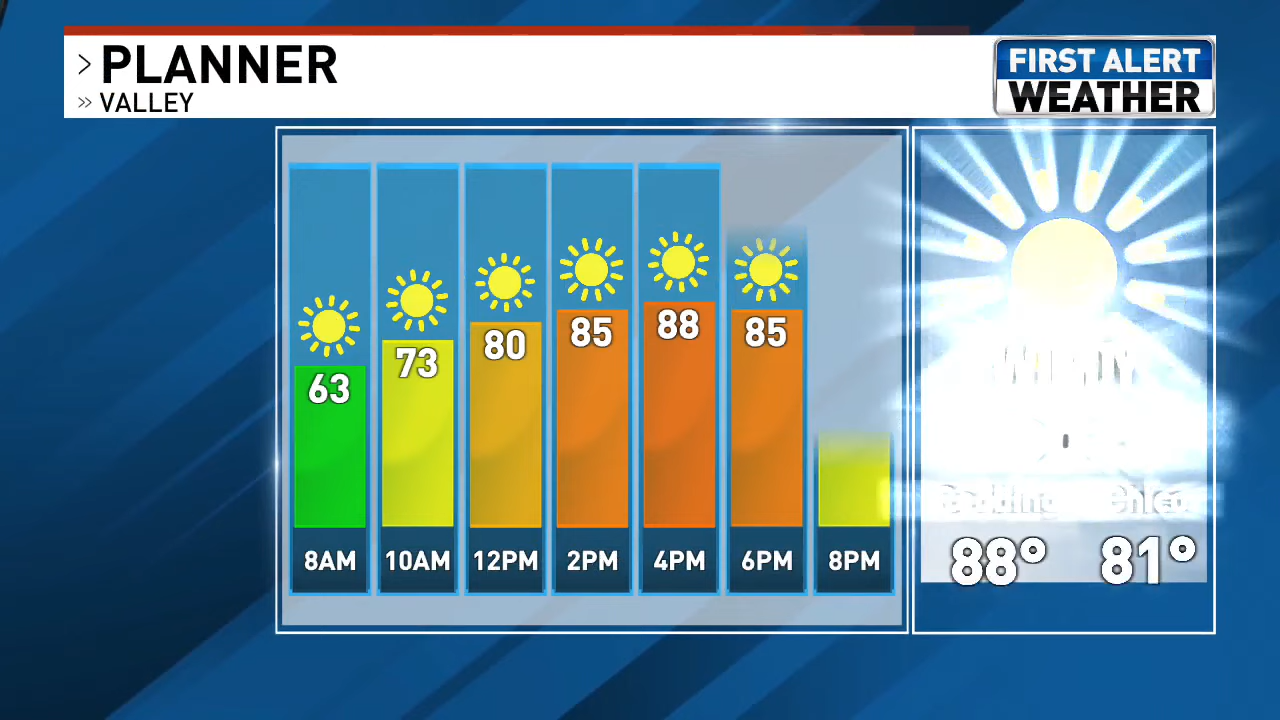 PLANNER
VALLEY
FIRST ALERT
WEATHER
63
73
80
85
88
85
8AM
10AM
12PM
2PM
4PM
6PM
8PM
88°
81°